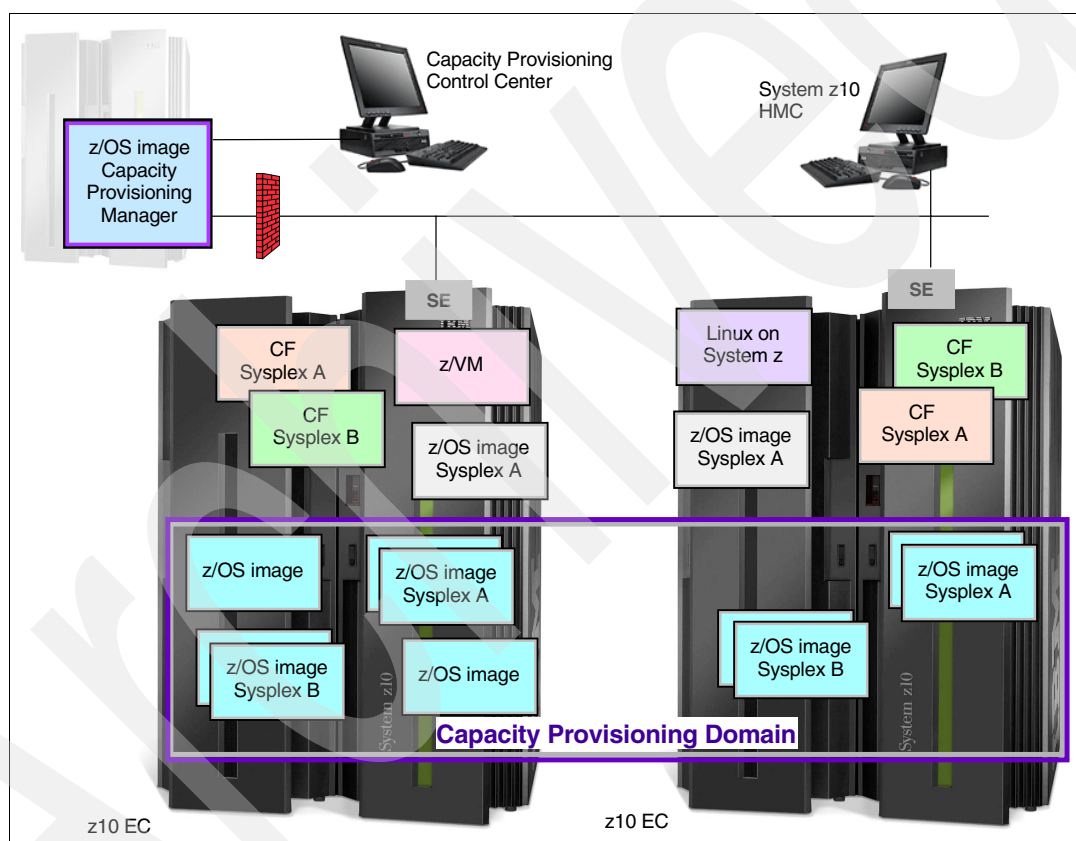 Capacity Provisioning
Control Center
System z10
HMC
z/OS image
Capacity
Provisioning
Manager
SE
SE
IBM
CF
Sysplex A
z/VM
CF
Sysplex B
z/OS image
Sysplex A
Linux on
System z
CF
Sysplex B
CF
Sysplex A
z/OS image
Sysplex A
z/OS image
z/OS image
Sysplex A
z/OS image
Sysplex B
z/OS image
z/OS image
Sysplex A
z/OS image
Sysplex B
System z10
System z10
Capacity Provisioning Domain
z10 EC
z10 EC